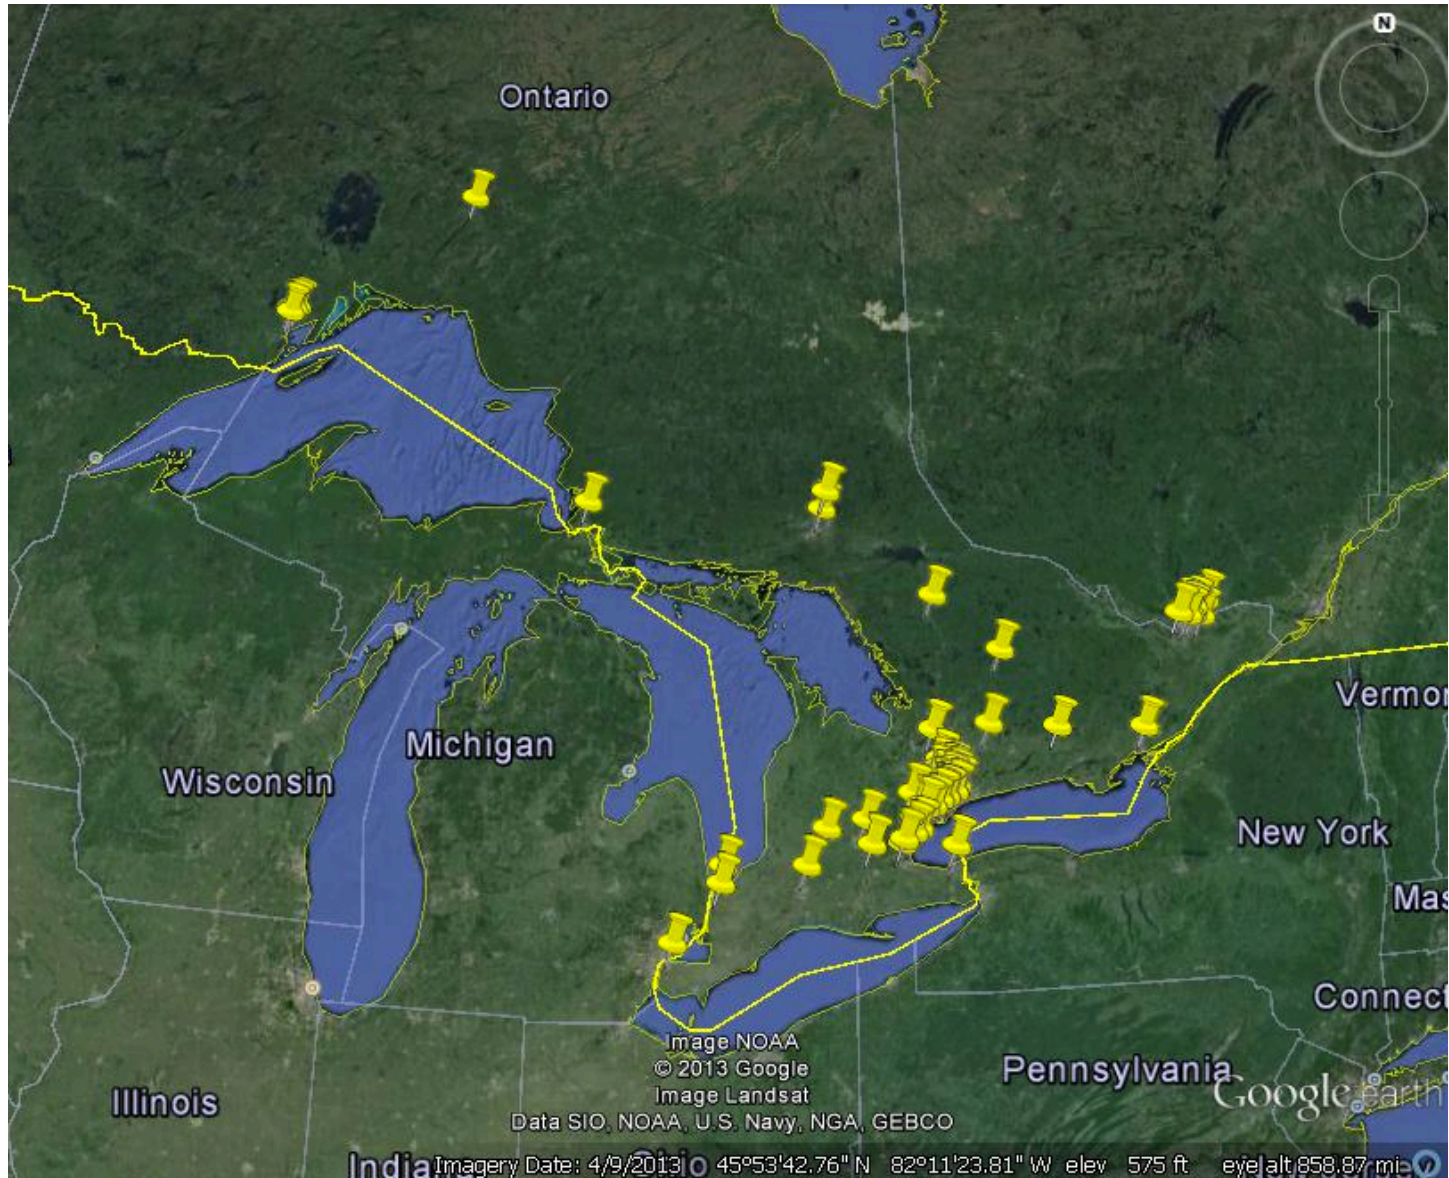 N
Ontario
Vermon
Michigan
Wisconsin
New York
Mas
Connect
Image NOAA
© 2013 Google
Image Landsat
Data SIO, NOAA, U.S. Navy, NGA, GEBCO
Pennsylvania
Google earth
Illinois
Imagery Date: 4/9/2013 45°53'42.76" N 82°11'23.81" W elev 575 ft eye alt 858.87 mi